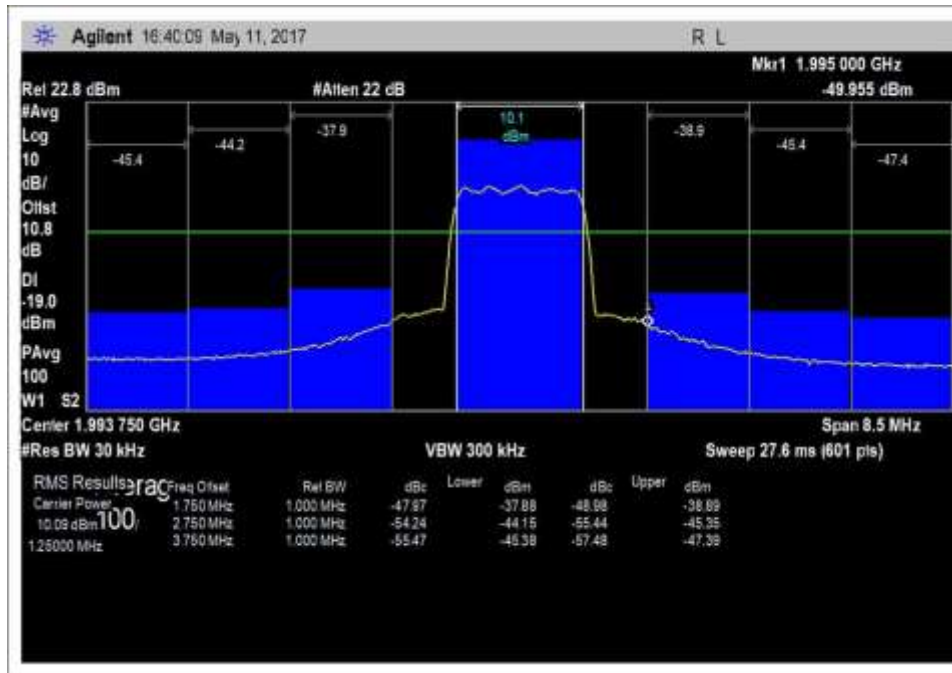 Agilent 16:40:09 May 11, 2017 R L
Mkr1 1.995 000 GHz
Ref 22.8 dBm #Atten 22 dB -49.955 dBm
#Avg
Log
10
dB/
Offst
10.8
dB
DI
-19.0
dBm
PAvg
100
W1 S2
-45.4 -44.2 -37.9 10.1 dBm -38.9 -45.4 -47.4
1
Center 1.993 750 GHz Span 8.5 MHz
#Res BW 30 kHz VBW 300 kHz Sweep 27.6 ms (601 pts)
RMS Results Freq Offset Ref BW dBc Lower dBm dBc Upper dBm
Carrier Power 1.750 MHz 1.000 MHz -47.97 -37.88 -48.98 -38.89
10.09 dBm / 100 2.750 MHz 1.000 MHz -54.24 -44.15 -55.44 -45.35
1.25000 MHz 3.750 MHz 1.000 MHz -55.47 -45.38 -57.48 -47.39